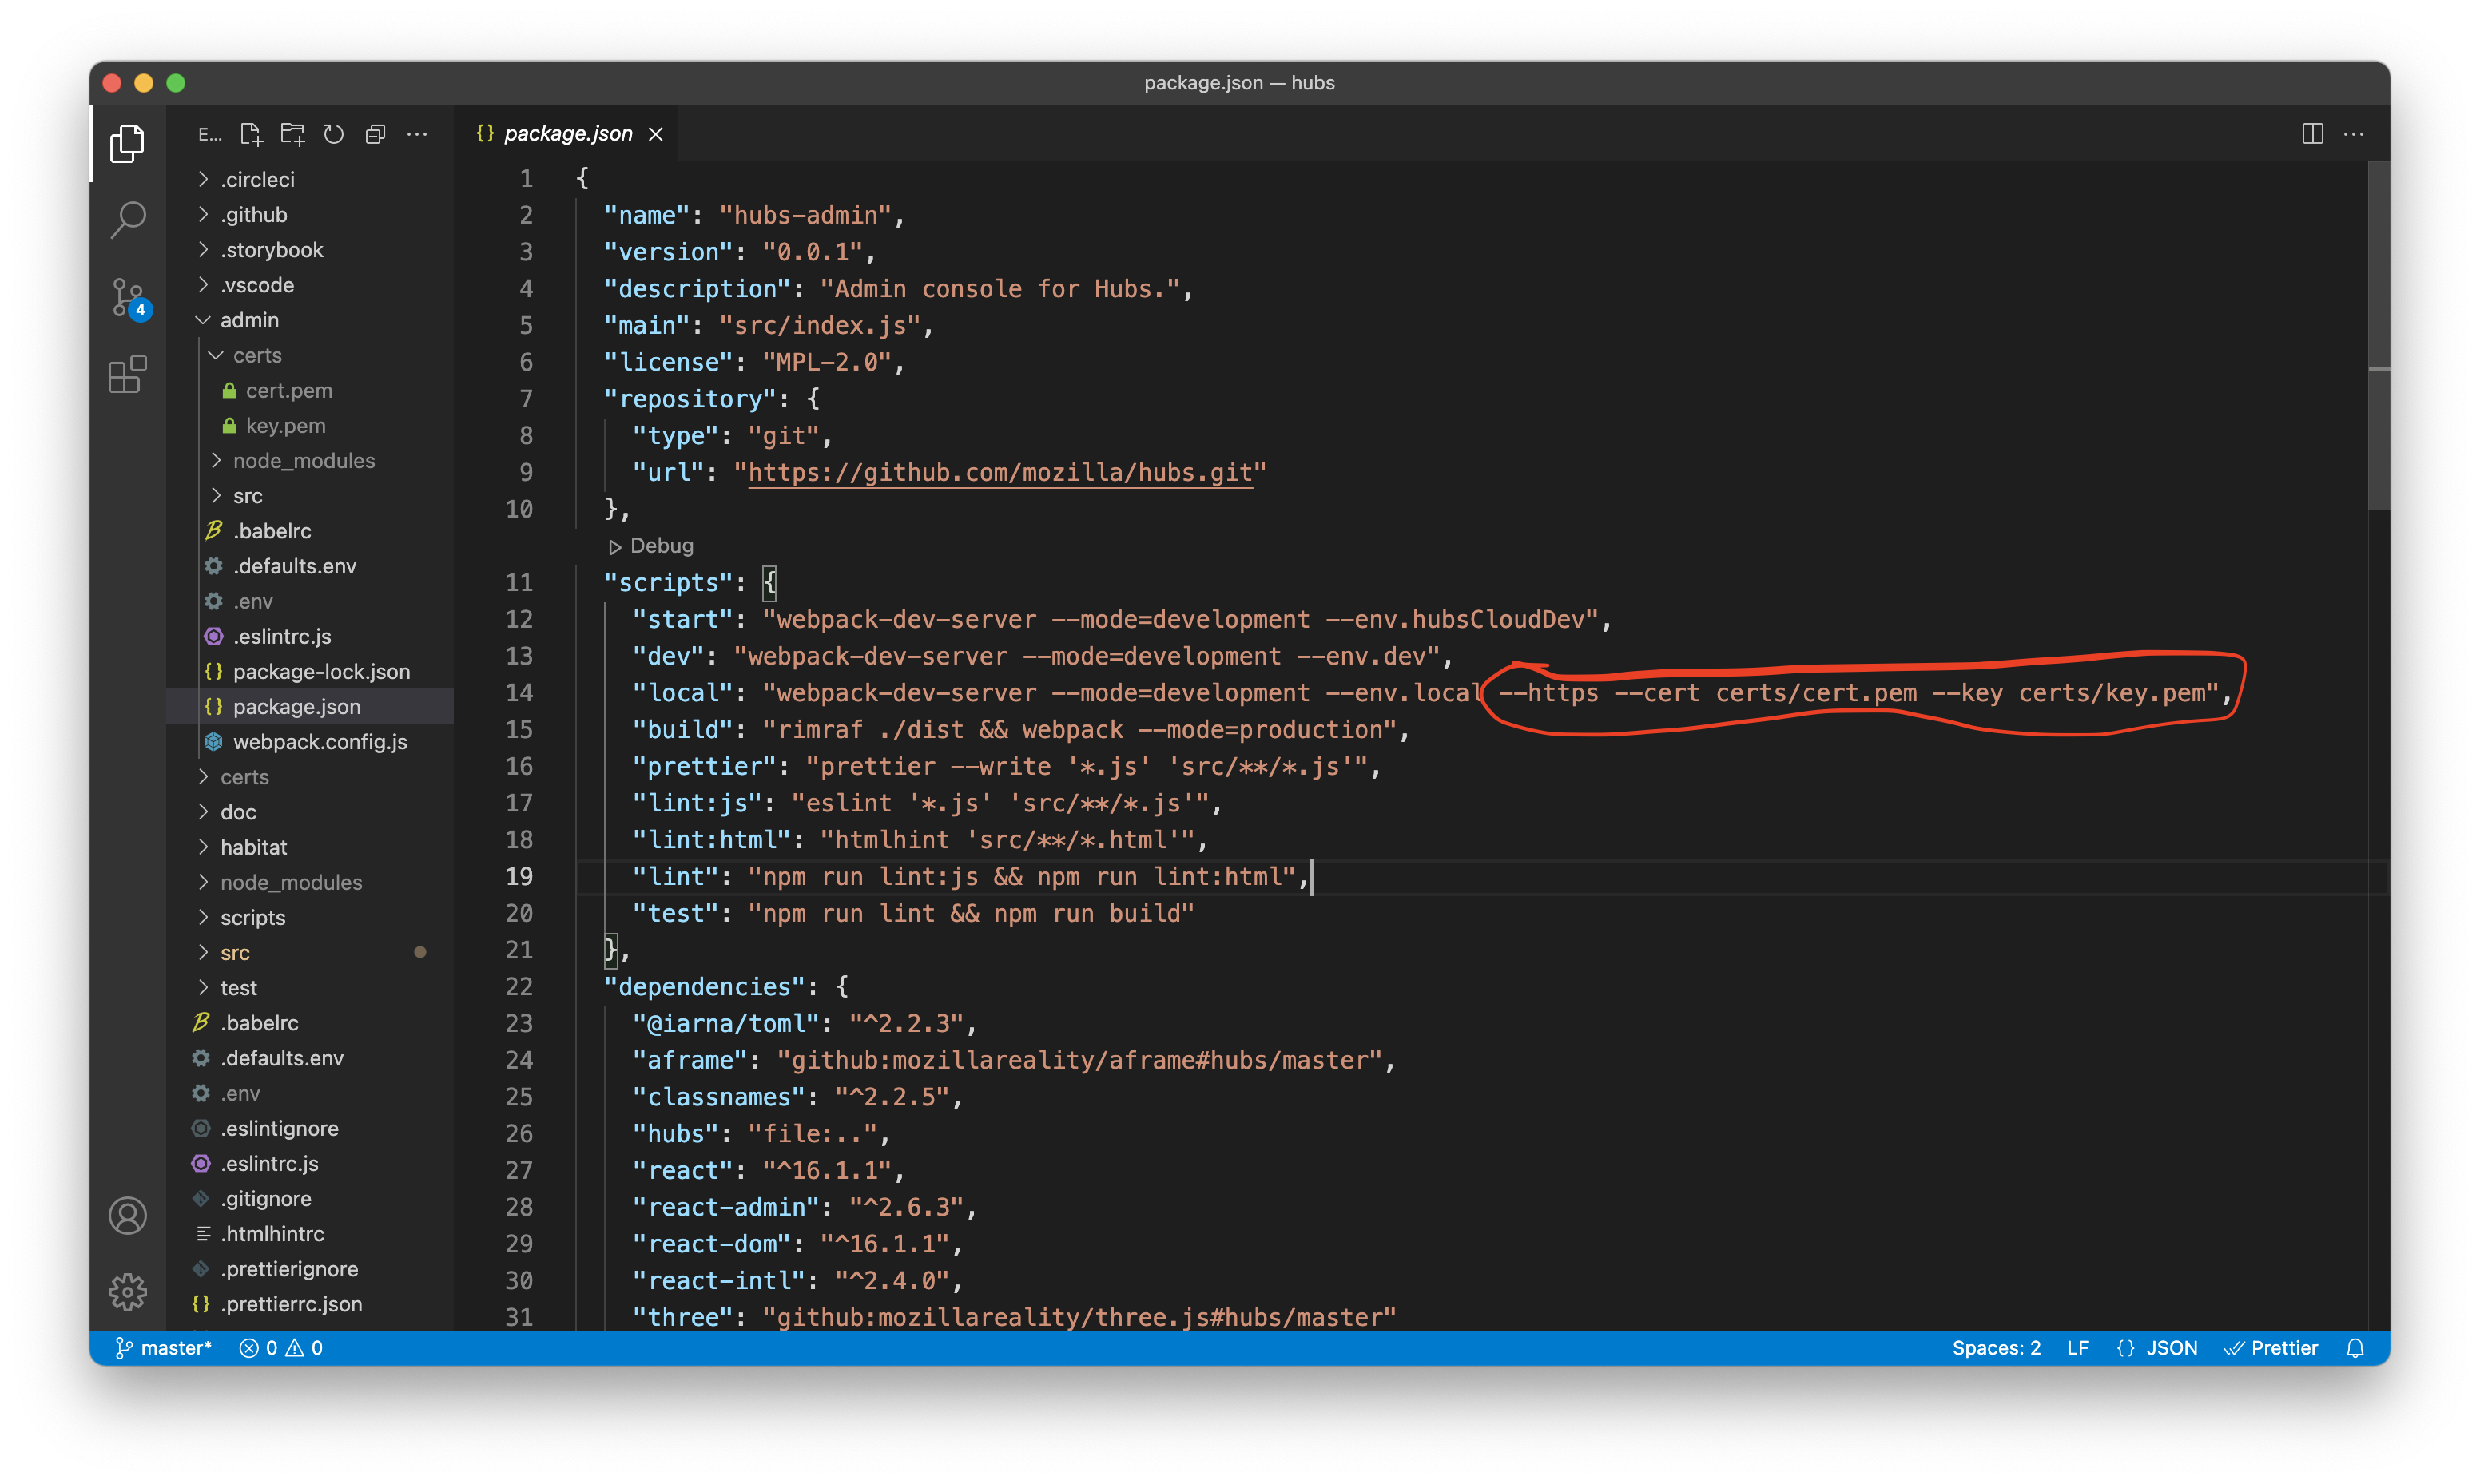 package.json — hubs
E...
{} package.json
.circleci
.github
.storybook
.vscode
admin
certs
cert.pem
key.pem
node_modules
src
.babelrc
.defaults.env
.env
.eslintrc.js
{} package-lock.json
{} package.json
webpack.config.js
certs
doc
habitat
node_modules
scripts
src
test
.babelrc
.defaults.env
.env
.eslintignore
.eslintrc.js
.gitignore
.htmlhintrc
.prettierignore
{} .prettierrc.json
4
1 {
2 "name": "hubs-admin",
3 "version": "0.0.1",
4 "description": "Admin console for Hubs.",
5 "main": "src/index.js",
6 "license": "MPL-2.0",
7 "repository": {
8 "type": "git",
9 "url": "https://github.com/mozilla/hubs.git"
10 },
Debug
11 "scripts": {
12 "start": "webpack-dev-server --mode=development --env.hubsCloudDev",
13 "dev": "webpack-dev-server --mode=development --env.dev",
14 "local": "webpack-dev-server --mode=development --env.local --https --cert certs/cert.pem --key certs/key.pem",
15 "build": "rimraf ./dist && webpack --mode=production",
16 "prettier": "prettier --write '*.js' 'src/**/*.js'",
17 "lint:js": "eslint '*.js' 'src/**/*.js'",
18 "lint:html": "htmlhint 'src/**/*.html'",
19 "lint": "npm run lint:js && npm run lint:html",
20 "test": "npm run lint && npm run build"
21 },
22 "dependencies": {
23 "@iarna/toml": "^2.2.3",
24 "aframe": "github:mozillareality/aframe#hubs/master",
25 "classnames": "^2.2.5",
26 "hubs": "file:..",
27 "react": "^16.1.1",
28 "react-admin": "^2.6.3",
29 "react-dom": "^16.1.1",
30 "react-intl": "^2.4.0",
31 "three": "github:mozillareality/three.js#hubs/master"
master* 0 0 Spaces: 2 LF {} JSON Prettier